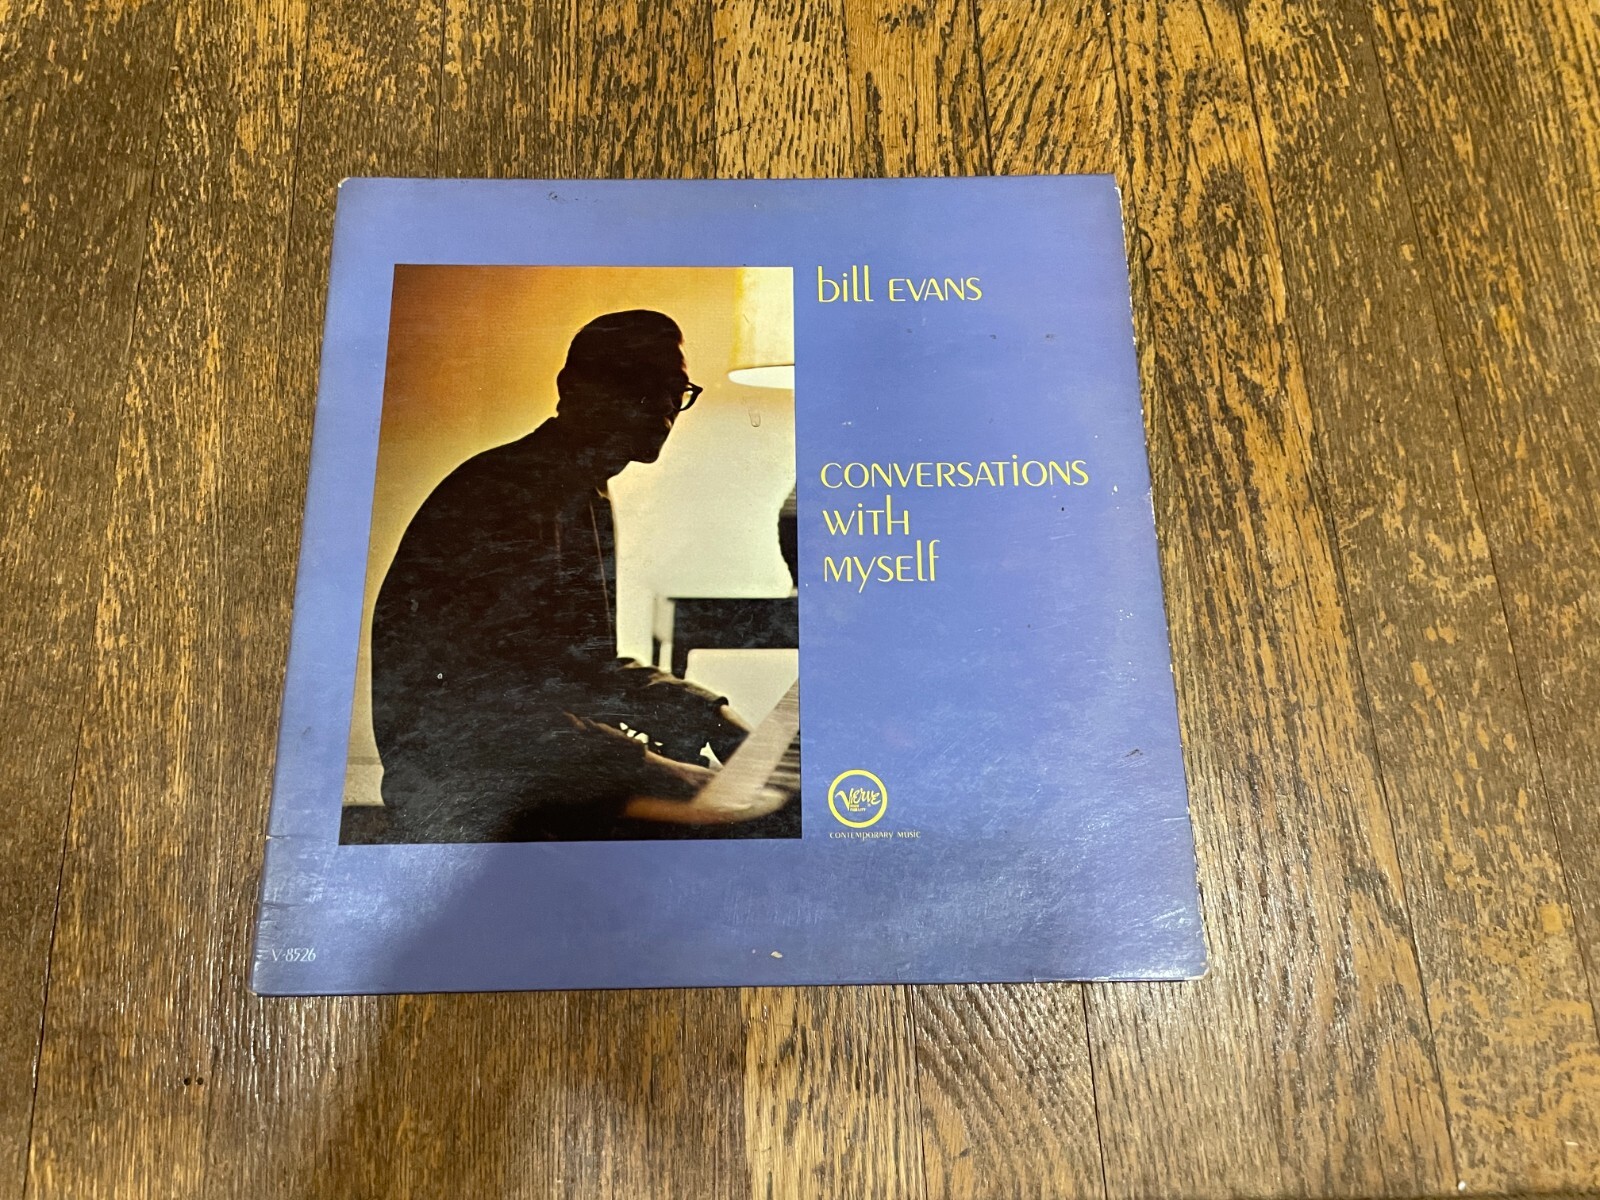 bill EVANS
CONVERSATiONS
WiTH
MYSElf
VERVE
CONTEMPORARY MUSIC
V-8526